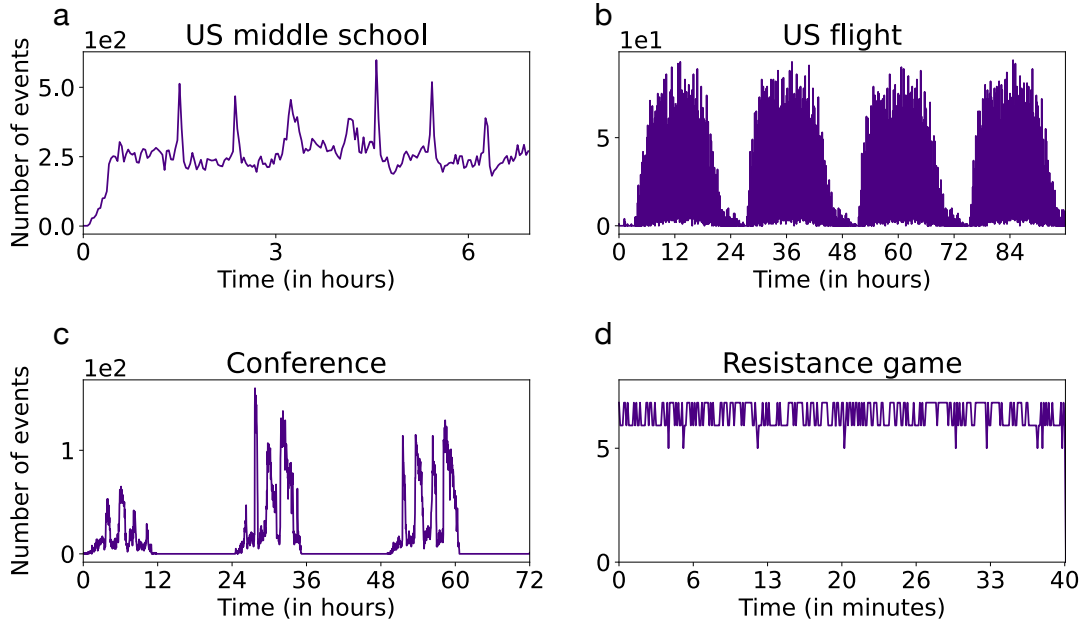 a
US middle school
1e2
Number of events
5.0
2.5
0.0
0 3 6
Time (in hours)
b
US flight
1e1
5
0
0 12 24 36 48 60 72 84
Time (in hours)
c
Conference
1e2
Number of events
1
0
0 12 24 36 48 60 72
Time (in hours)
d
Resistance game
5
0
0 6 13 20 26 33 40
Time (in minutes)